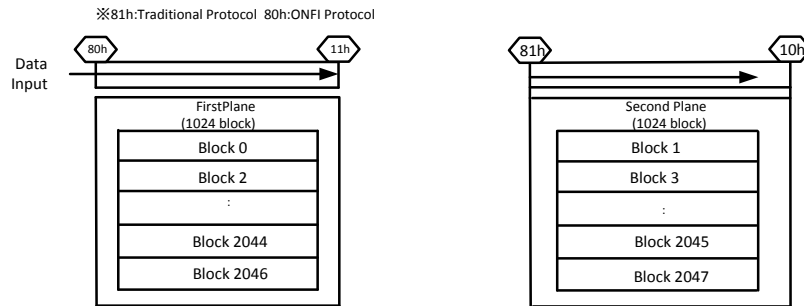 ※81h:Traditional Protocol 80h:ONFI Protocol
80h
11h
Data
Input
FirstPlane
(1024 block)
Block 0
Block 2
:
Block 2044
Block 2046
81h
10h
Second Plane
(1024 block)
Block 1
Block 3
:
Block 2045
Block 2047